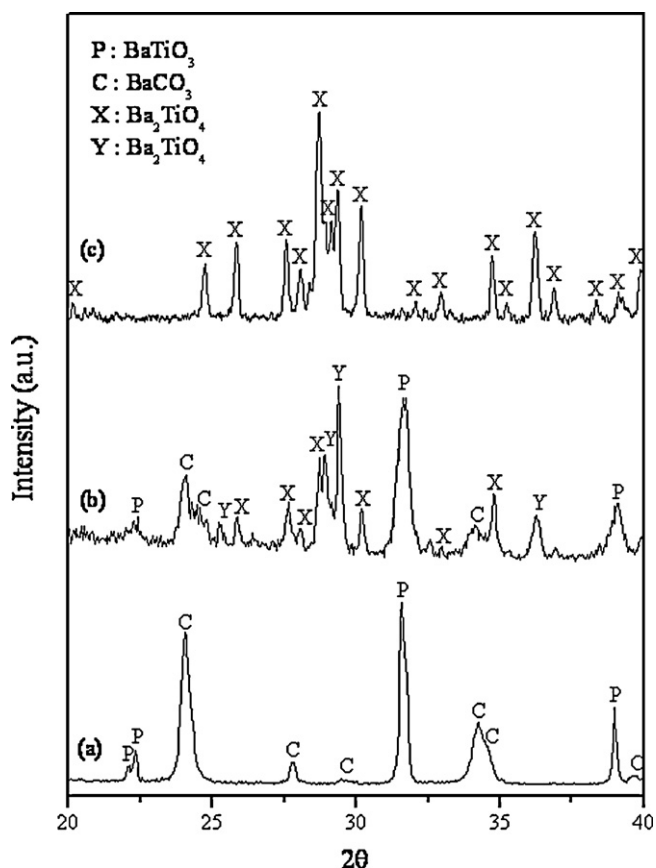 P : BaTiO3
C : BaCO3
X : Ba2TiO4
Y : Ba2TiO4
X X X X X X X X X X X X X X X X X
(c)
Intensity (a.u.)
P C C Y X X X X Y Y X P X C X Y P
(b)
P P C C C P C C P C
(a)
20 25 30 35 40
2θ